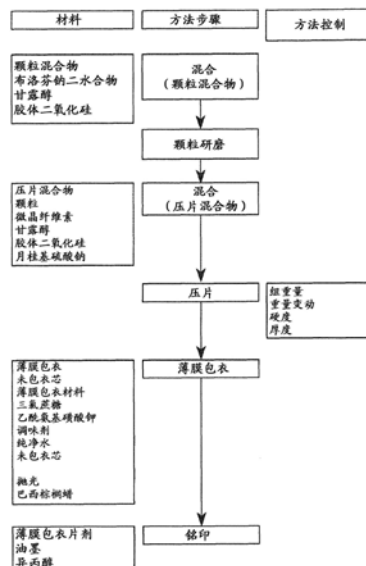 材料
方法步骤
方法控制
颗粒混合物
布洛芬钠二水合物
甘露醇
胶体二氧化硅
混合
(颗粒混合物)
颗粒研磨
压片混合物
颗粒
微晶纤维素
甘露醇
胶体二氧化硅
月桂基硫酸钠
混合
(压片混合物)
压片
组重量
重量变动
硬度
厚度
薄膜包衣
未包衣芯
薄膜包衣材料
三氯蔗糖
乙酰氨基磺酸钾
调味剂
纯净水
未包衣芯
抛光
巴西棕榈蜡
薄膜包衣
薄膜包衣片剂
油墨
异丙醇
铭印